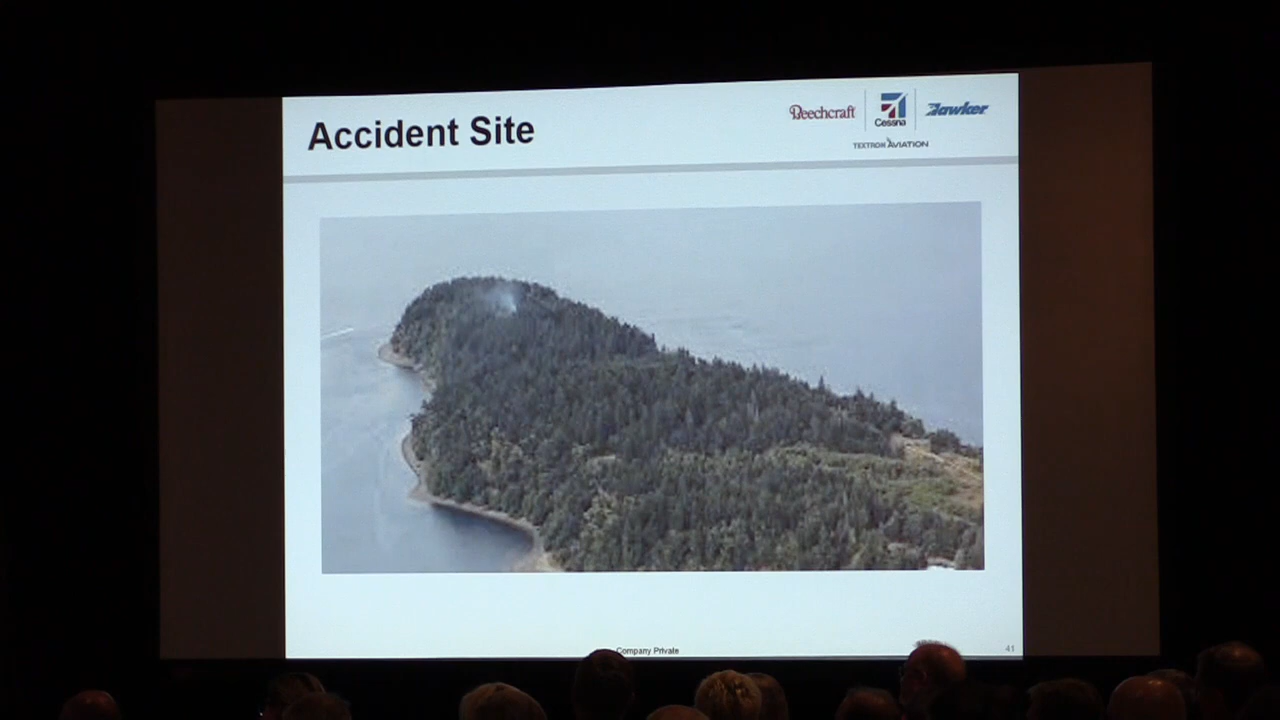 Accident Site
Beechcraft
Cessna
Hawker
TEXTRON AVIATION
Company Private
41